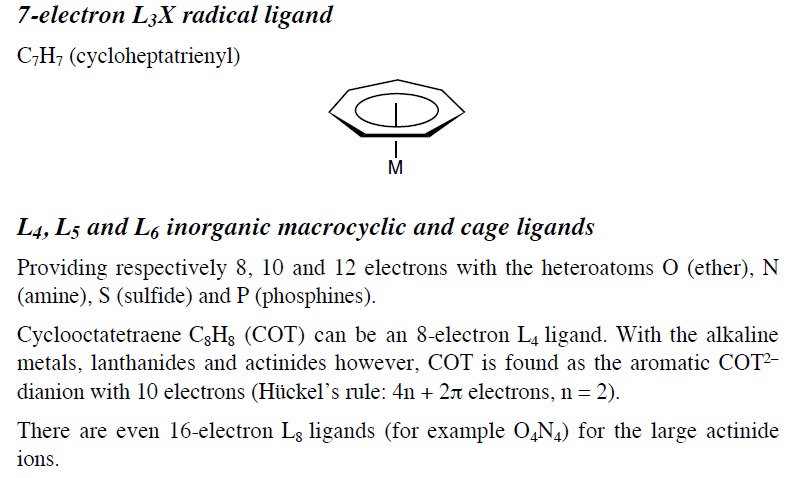 7-electron L₃X radical ligand
C₇H₇ (cycloheptatrienyl)
M
L₄, L₅ and L₆ inorganic macrocyclic and cage ligands
Providing respectively 8, 10 and 12 electrons with the heteroatoms O (ether), N
(amine), S (sulfide) and P (phosphines).
Cyclooctatetraene C₈H₈ (COT) can be an 8-electron L₄ ligand. With the alkaline
metals, lanthanides and actinides however, COT is found as the aromatic COT²⁻
dianion with 10 electrons (Hückel’s rule: 4n + 2π electrons, n = 2).
There are even 16-electron L₈ ligands (for example O₄N₄) for the large actinide
ions.